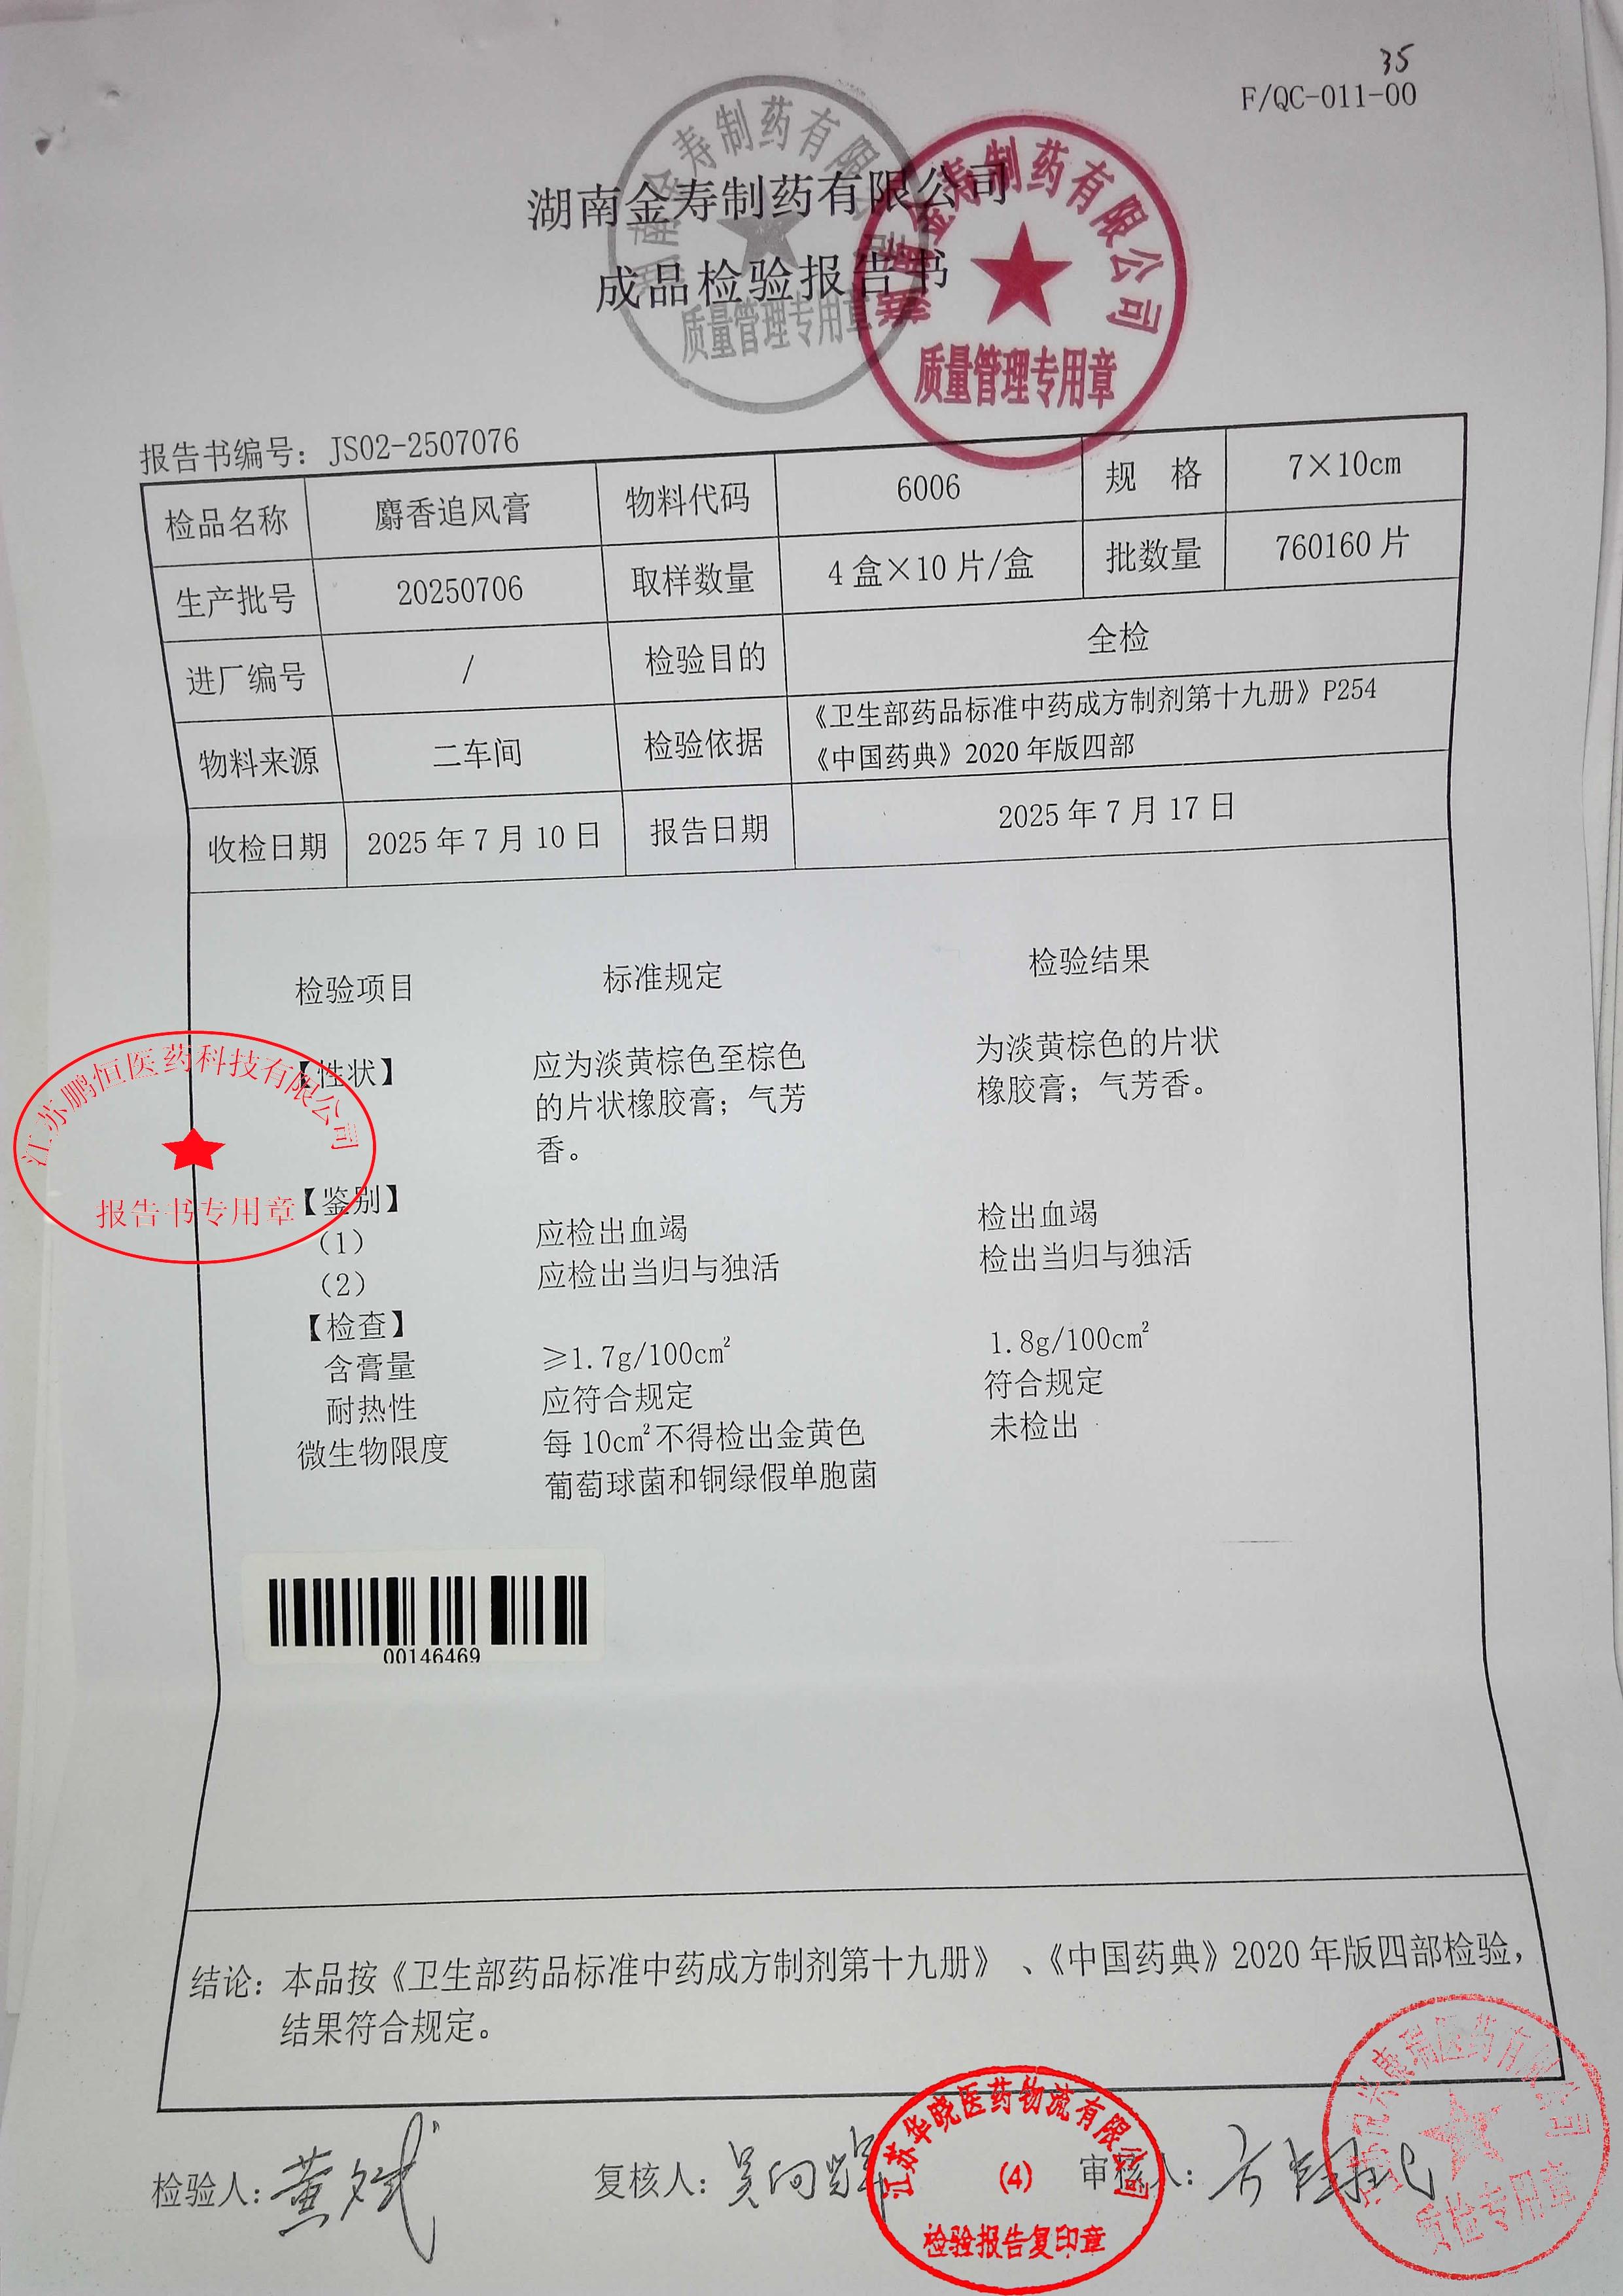 35
F/QC-011-00
湖南金寿制药有限公司
成品检验报告书
质量管理专用章
湖南金寿制药有限公司
质量管理专用章
报告书编号：JS02-2507076
检品名称 麝香追风膏 物料代码 6006 规 格 7×10cm
生产批号 20250706 取样数量 4盒×10片/盒 批数量 760160片
进厂编号 / 检验目的 全检
物料来源 二车间 检验依据 《卫生部药品标准中药成方制剂第十九册》P254
《中国药典》2020年版四部
收检日期 2025年7月10日 报告日期 2025年7月17日
检验项目 标准规定 检验结果
【性状】 应为淡黄棕色至棕色 为淡黄棕色的片状
的片状橡胶膏；气芳 橡胶膏；气芳香。
香。
江苏鹏恒医药科技有限公司
报告书专用章
【鉴别】
（1） 应检出血竭 检出血竭
（2） 应检出当归与独活 检出当归与独活
【检查】
含膏量 ≥1.7g/100cm² 1.8g/100cm²
耐热性 应符合规定 符合规定
微生物限度 每10cm²不得检出金黄色 未检出
葡萄球菌和铜绿假单胞菌
00146469
结论：本品按《卫生部药品标准中药成方制剂第十九册》、《中国药典》2020年版四部检验，
结果符合规定。
检验人：黄斌 复核人：吴向辉 审核人：
江苏华晓医药物流有限公司
（4）
检验报告复印章
医药有限公司
质检专用章